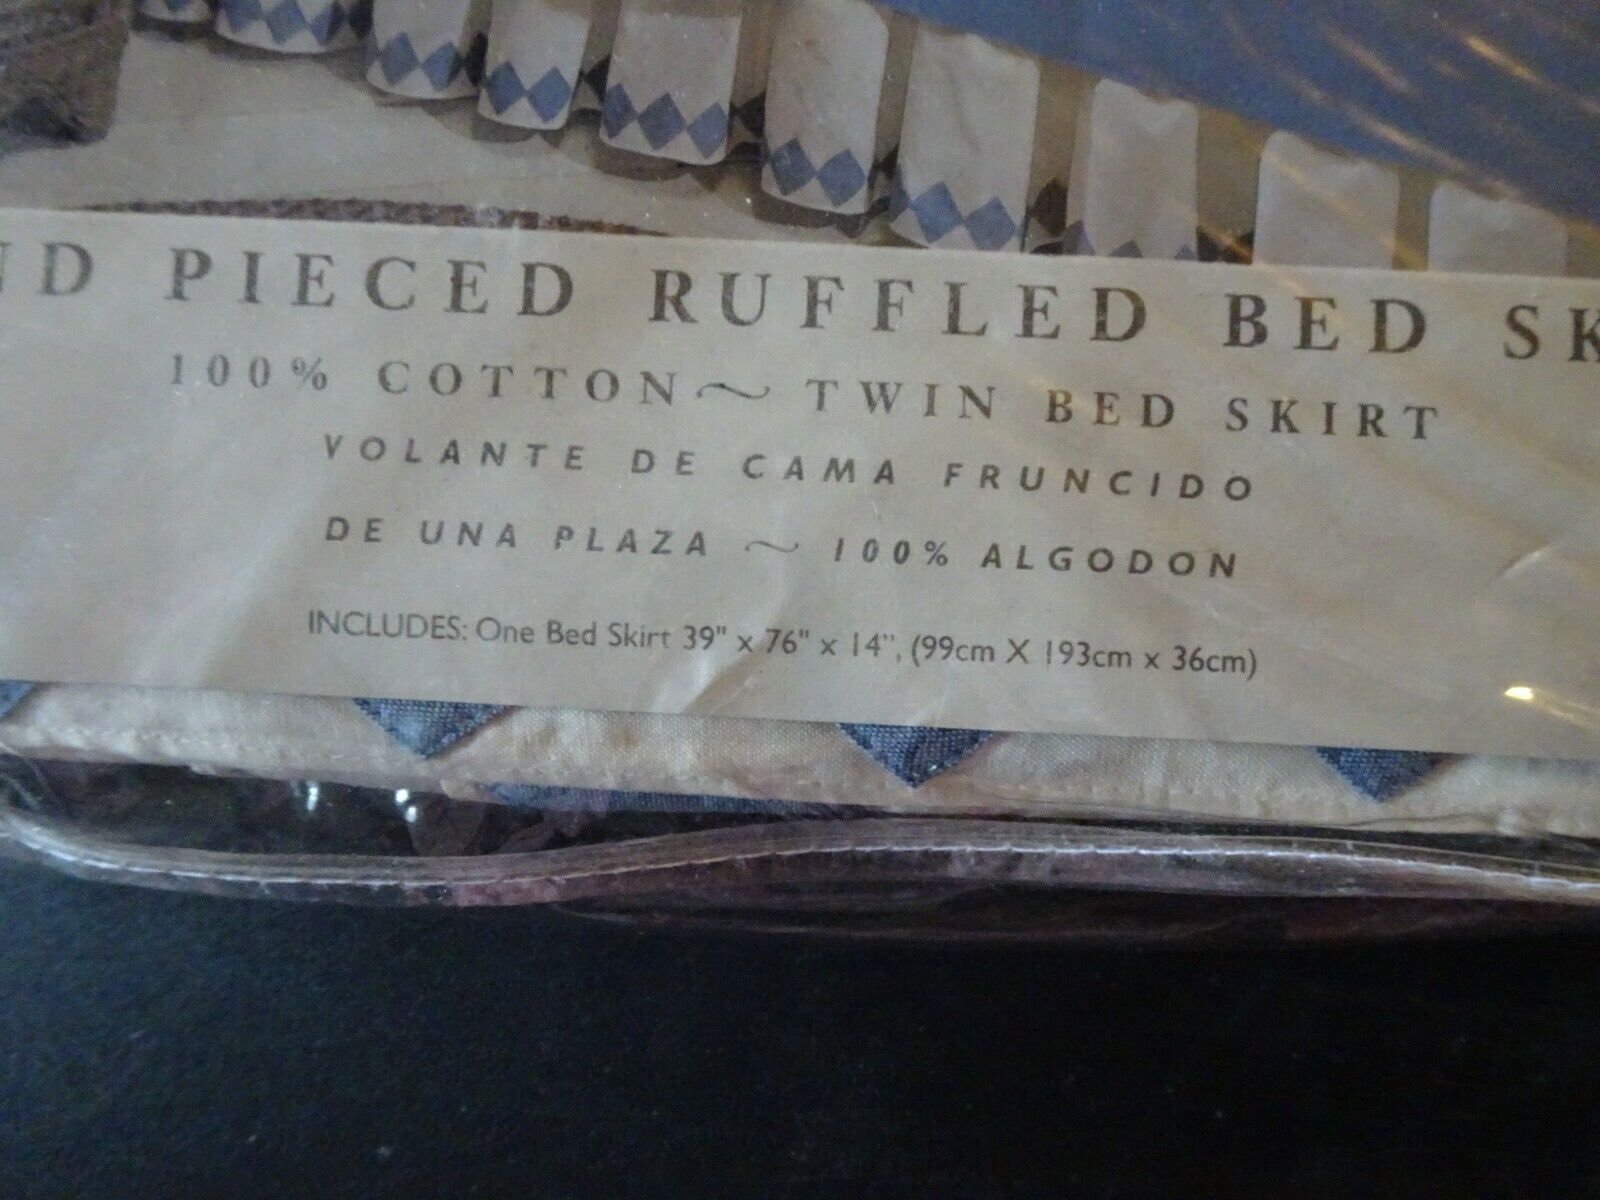 ND PIECED RUFFLED BED SK
100% COTTON~ TWIN BED SKIRT
VOLANTE DE CAMA FRUNCIDO
DE UNA PLAZA ~ 100% ALGODON
INCLUDES: One Bed Skirt 39" x 76" x 14", (99cm X 193cm x 36cm)